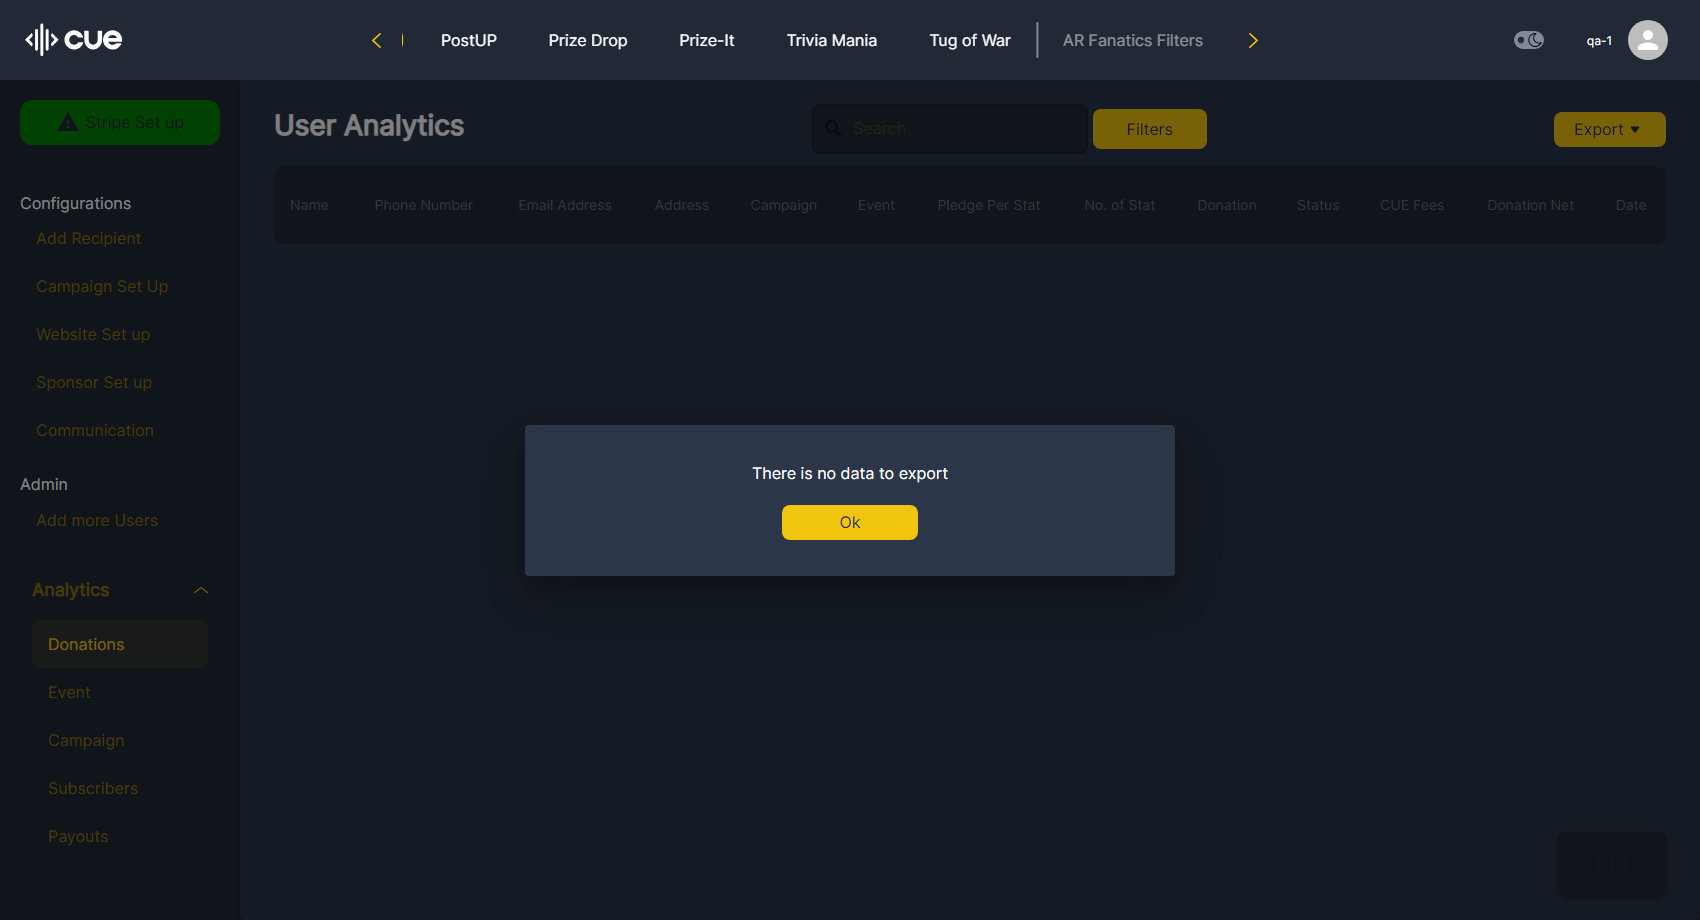 cue
PostUP
Prize Drop
Prize-It
Trivia Mania
Tug of War
AR Fanatics Filters
qa-1
Stripe Set up
User Analytics
Search
Filters
Export
Name Phone Number Email Address Address Campaign Event Pledge Per Stat No. of Stat Donation Status CUE Fees Donation Net Date
Configurations
Add Recipient
Campaign Set Up
Website Set up
Sponsor Set up
Communication
Admin
Add more Users
Analytics
Donations
Event
Campaign
Subscribers
Payouts
There is no data to export
Ok